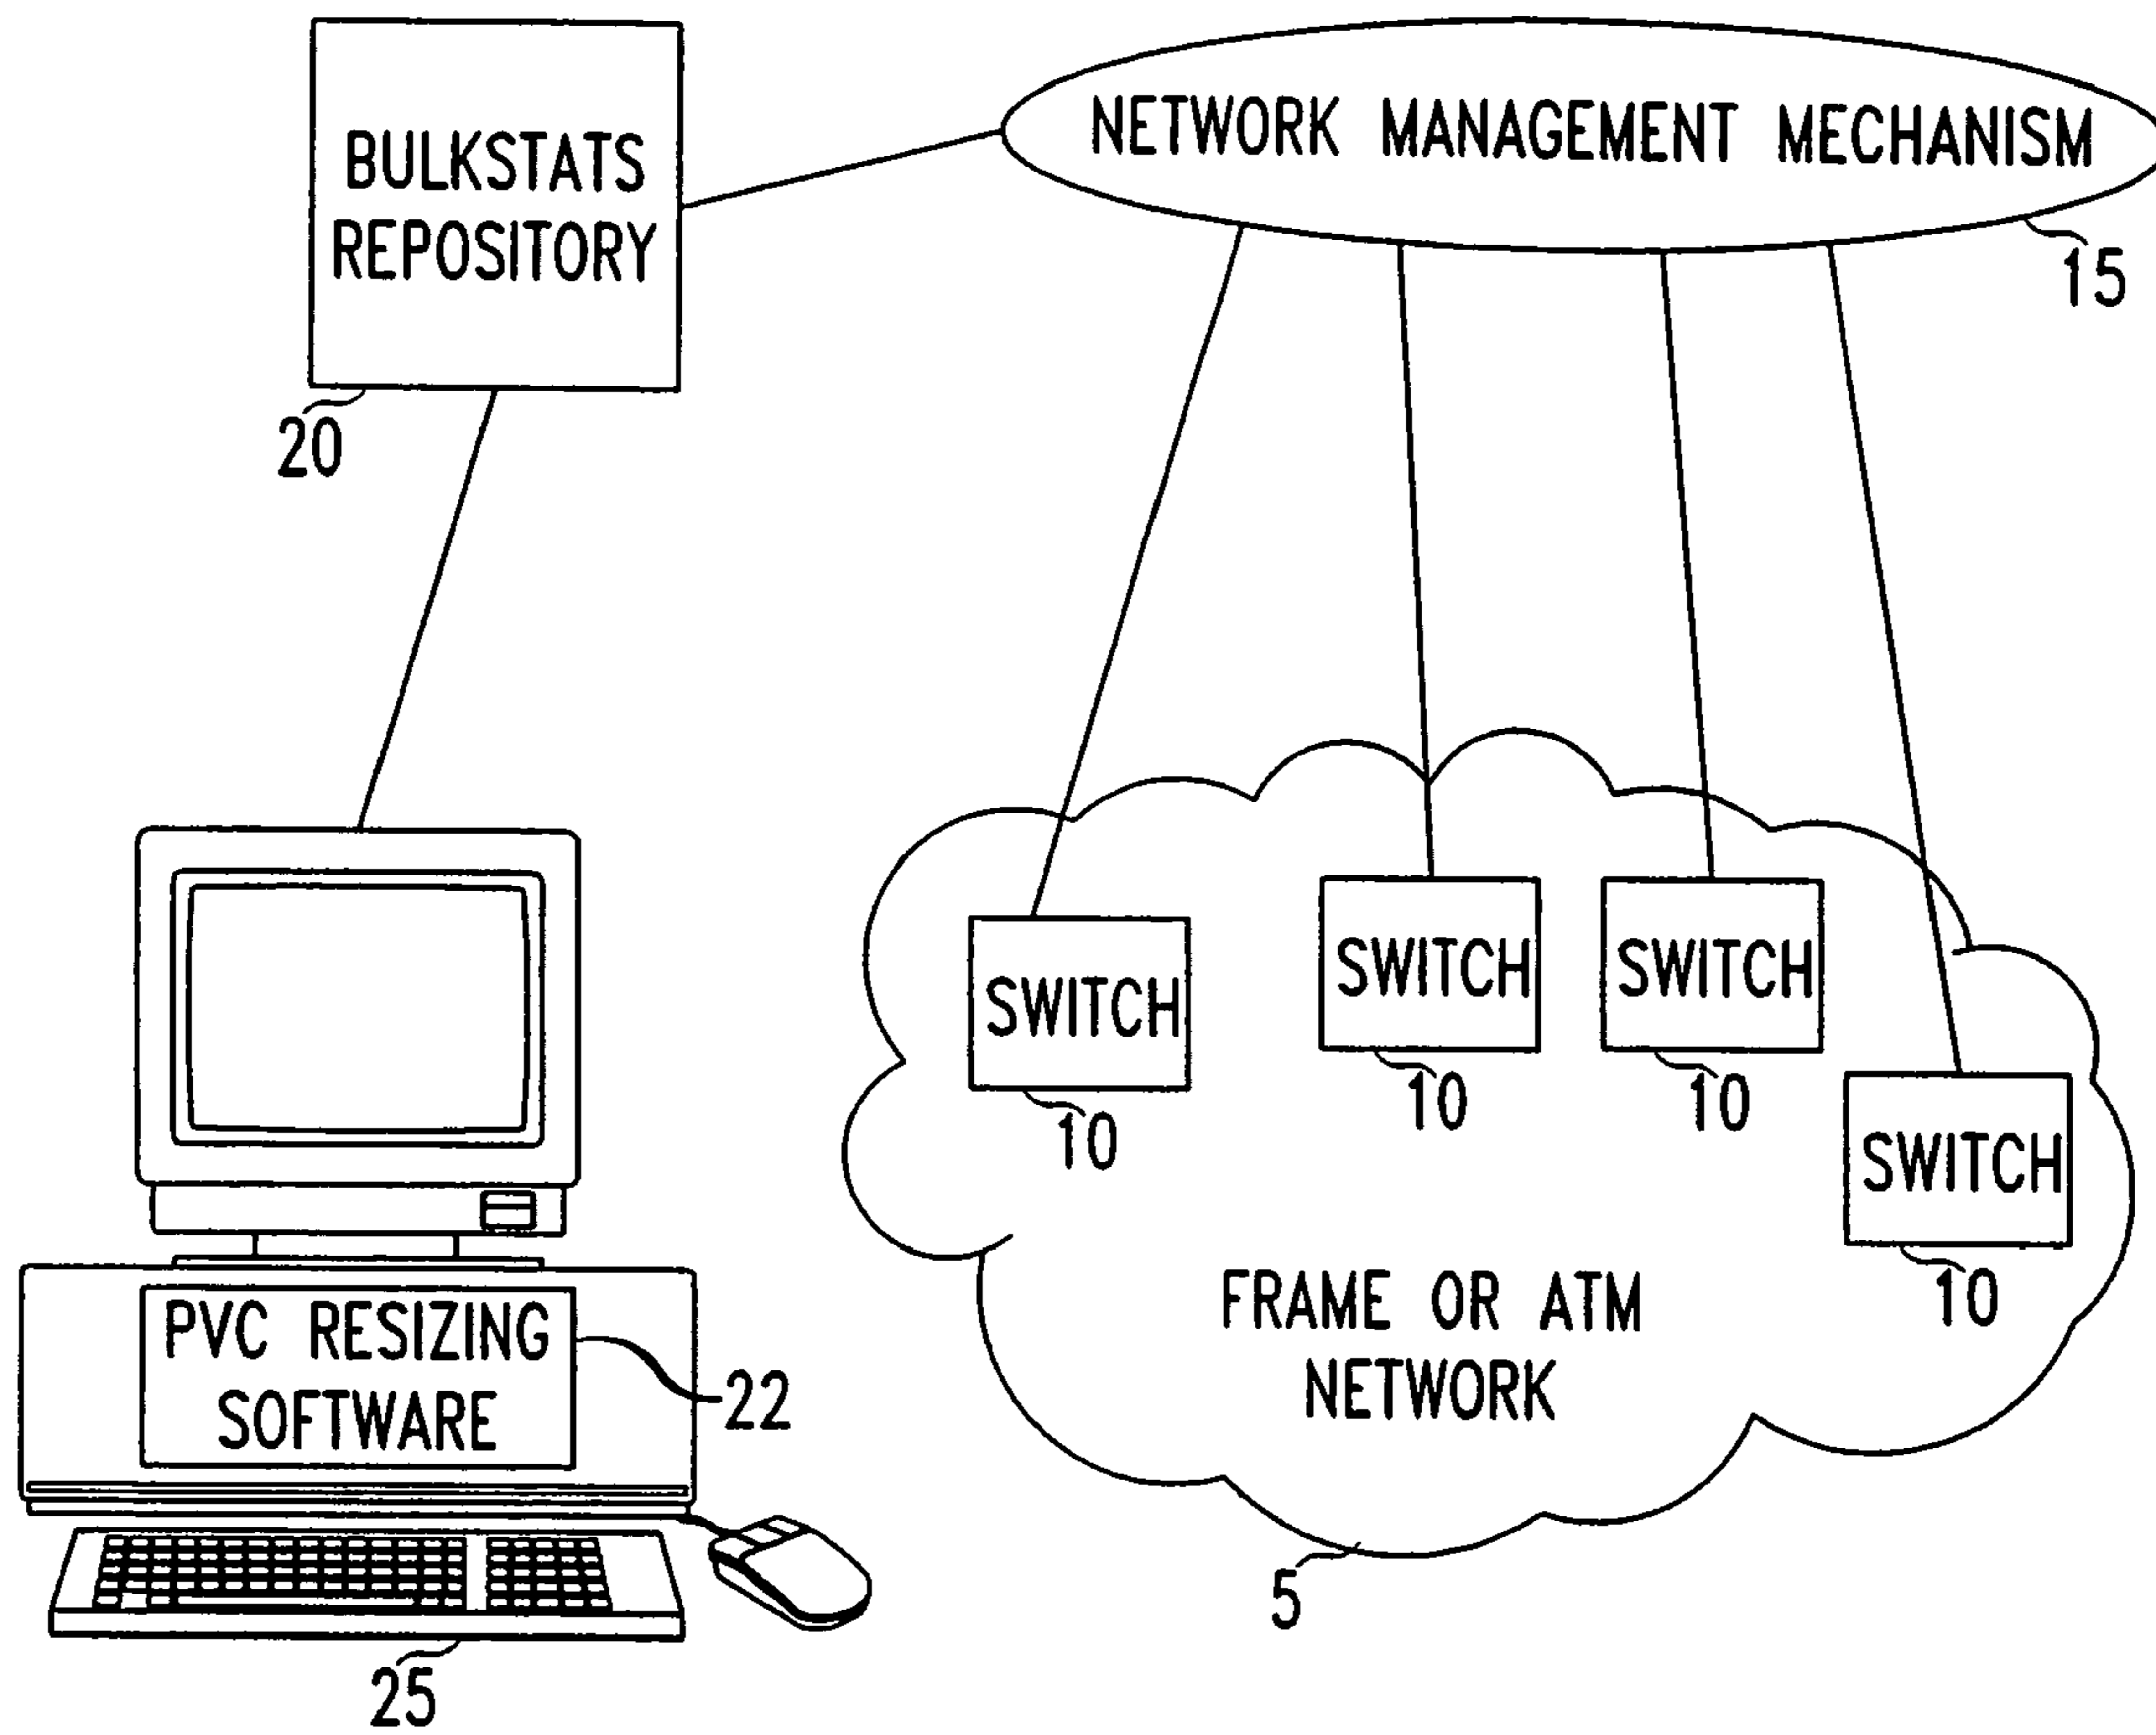 BULKSTATS
REPOSITORY
20
NETWORK MANAGEMENT MECHANISM
15
SWITCH
10
SWITCH
10
SWITCH
10
SWITCH
10
FRAME OR ATM
NETWORK
5
PVC RESIZING
SOFTWARE
22
25